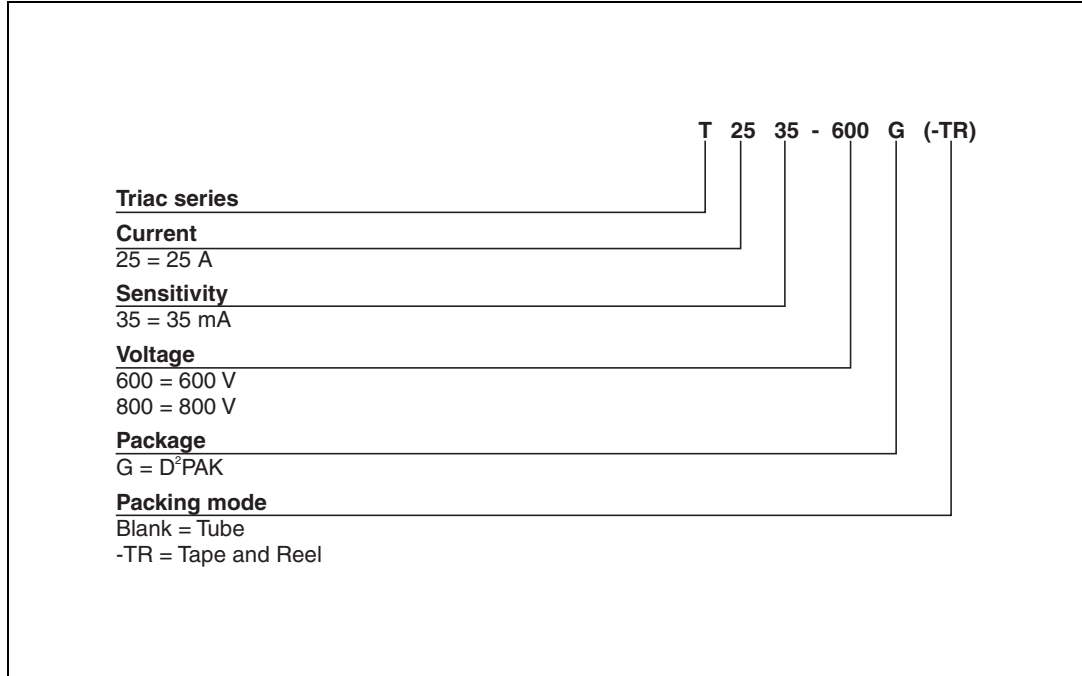 T 25 35 - 600 G (-TR)
Triac series
Current
25 = 25 A
Sensitivity
35 = 35 mA
Voltage
600 = 600 V
800 = 800 V
Package
G = D²PAK
Packing mode
Blank = Tube
-TR = Tape and Reel